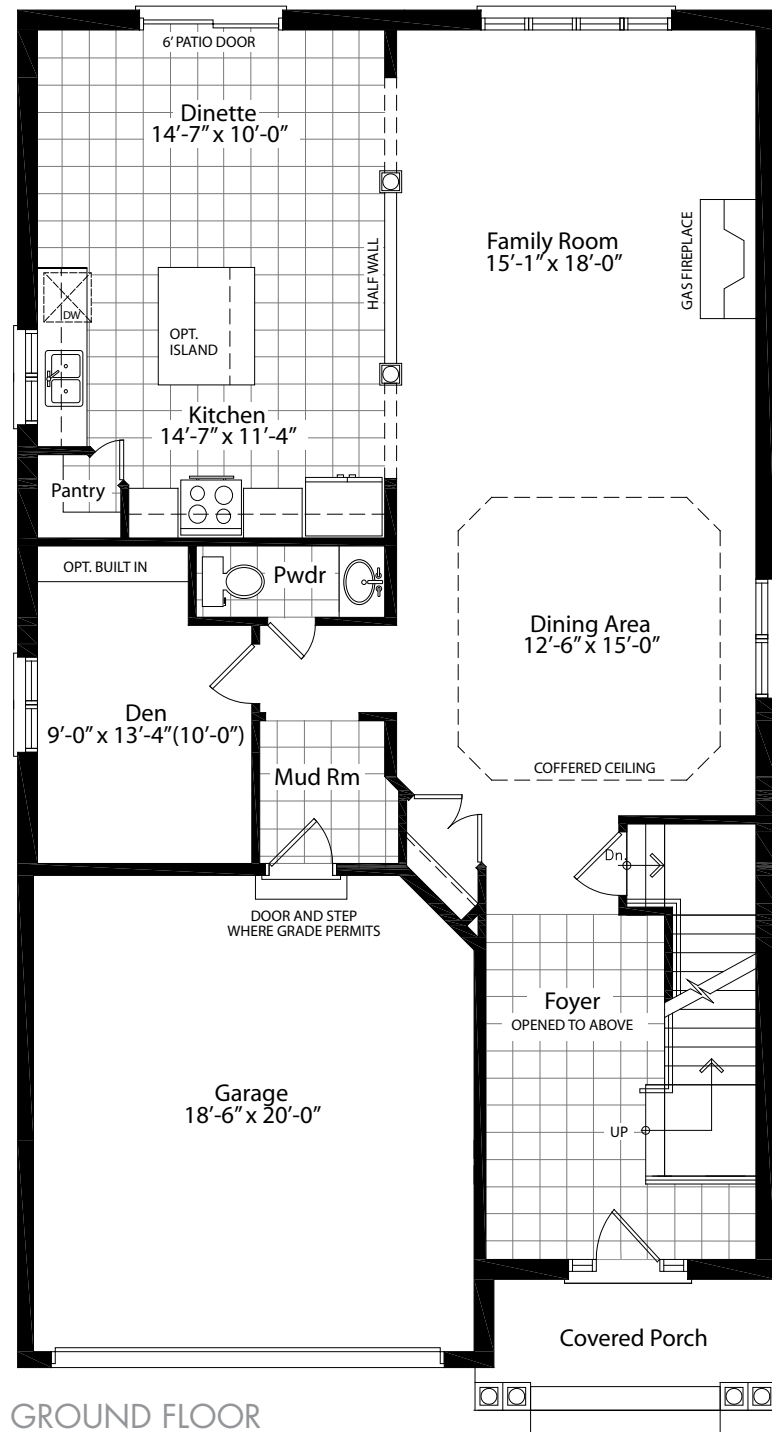 6' PATIO DOOR
Dinette
14'-7" x 10'-0"
Family Room
15'-1" x 18'-0"
GAS FIREPLACE
HALF WALL
DW
OPT.
ISLAND
Kitchen
14'-7" x 11'-4"
Pantry
OPT. BUILT IN
Pwdr
Dining Area
12'-6" x 15'-0"
Den
9'-0" x 13'-4"(10'-0")
COFFERED CEILING
Mud Rm
Dn.
DOOR AND STEP
WHERE GRADE PERMITS
Foyer
OPENED TO ABOVE
Garage
18'-6" x 20'-0"
UP
Covered Porch
GROUND FLOOR